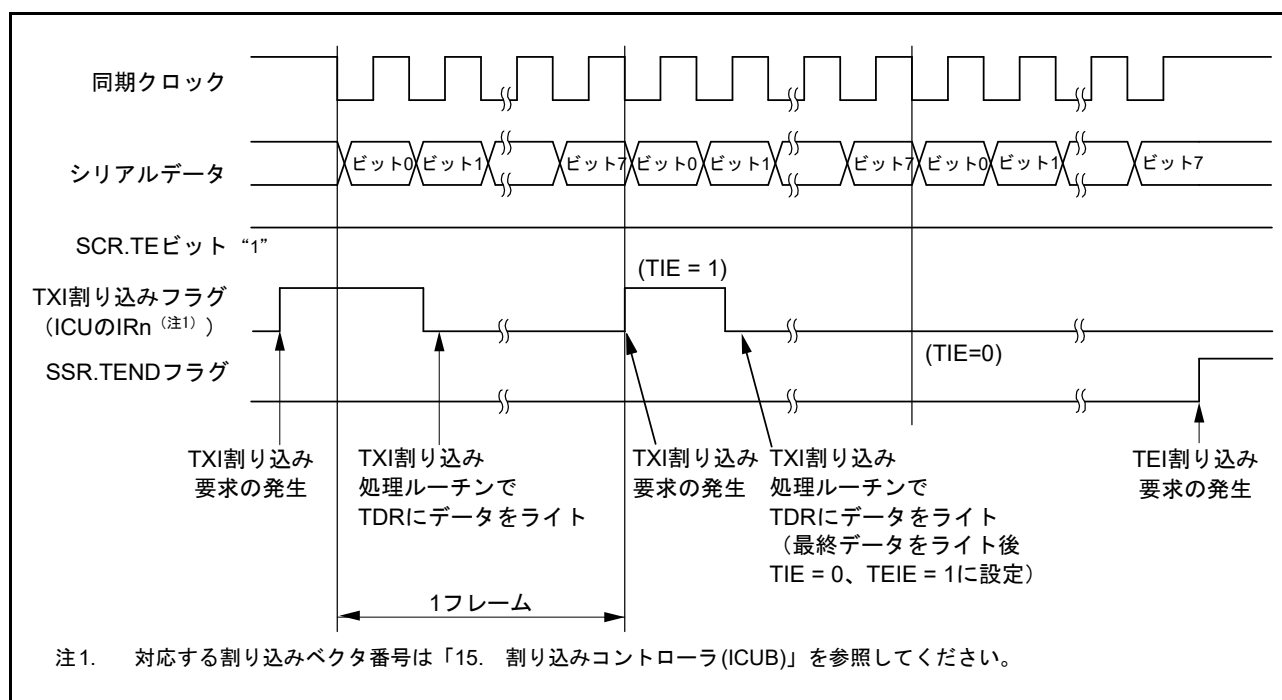 同期クロック
シリアルデータ
ビット0 ビット1 ビット7 ビット0 ビット1 ビット7 ビット0 ビット1 ビット7
SCR.TEビット “1”
(TIE = 1)
TXI割り込みフラグ
（ICUのIRn（注1））
(TIE=0)
SSR.TENDフラグ
TXI割り込み
要求の発生
TXI割り込み
処理ルーチンで
TDRにデータをライト
TXI割り込み
要求の発生
TXI割り込み
処理ルーチンで
TDRにデータをライト
（最終データをライト後
TIE = 0、TEIE = 1に設定）
TEI割り込み
要求の発生
1フレーム
注1. 対応する割り込みベクタ番号は「15. 割り込みコントローラ(ICUB)」を参照してください。